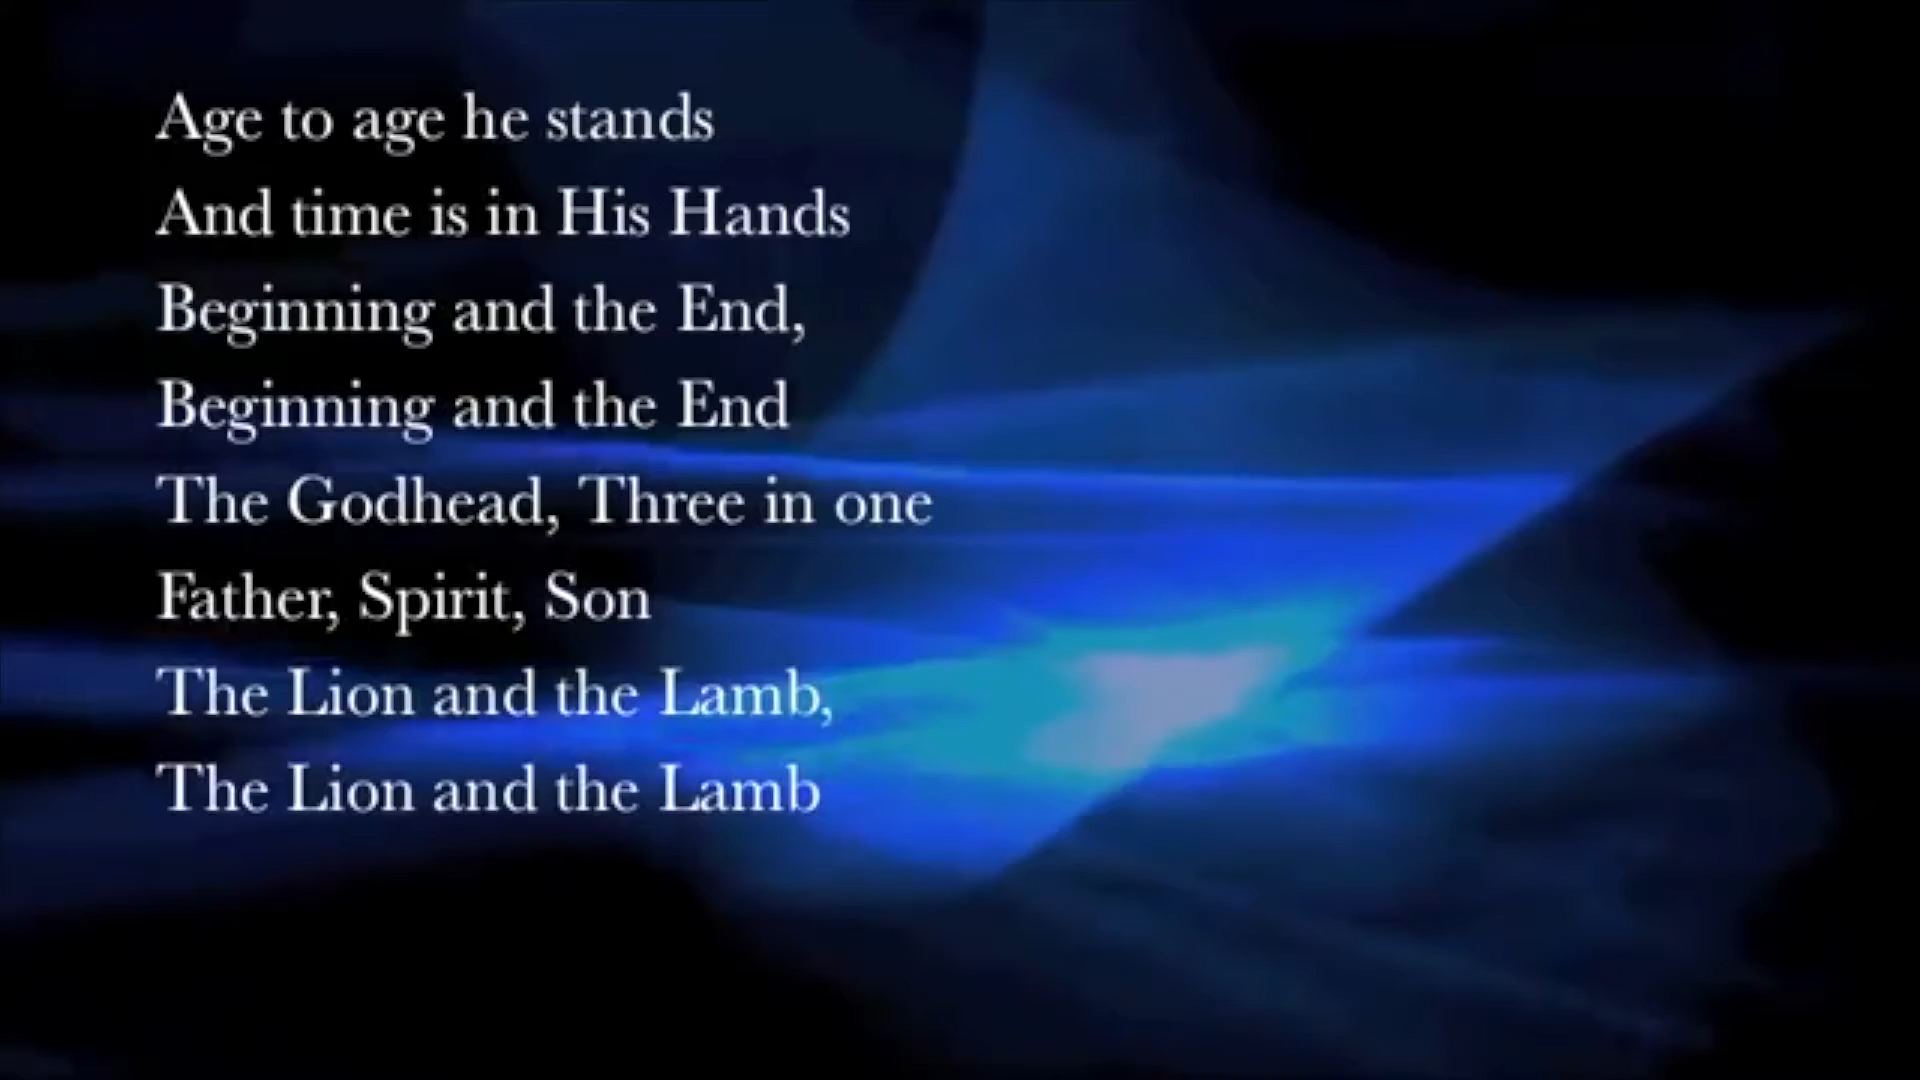 Age to age he stands
And time is in His Hands
Beginning and the End,
Beginning and the End
The Godhead, Three in one
Father, Spirit, Son
The Lion and the Lamb,
The Lion and the Lamb